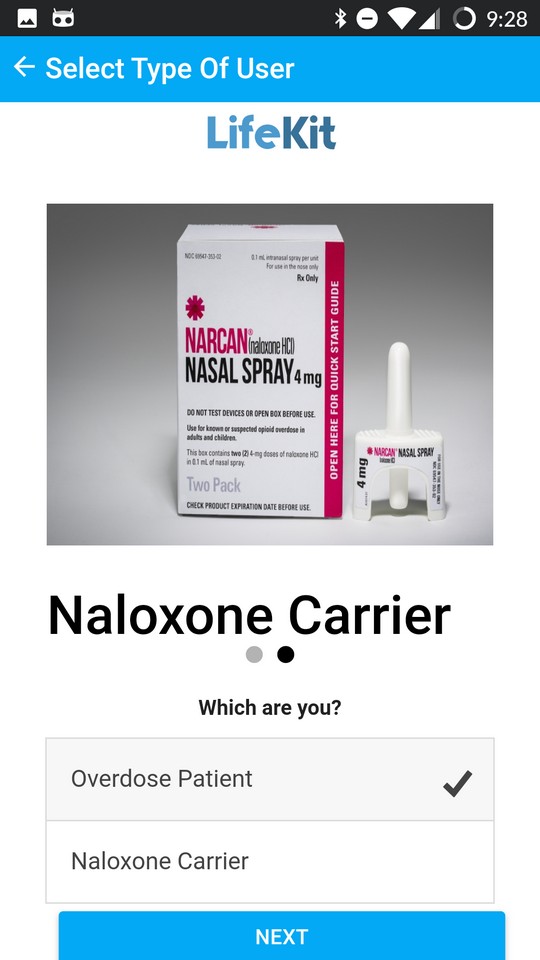 9:28
Select Type Of User
LifeKit
NDC 69547-353-02
0.1 mL intranasal spray per unit
For use in the nose only
Rx Only
NARCAN® (naloxone HCl)
NASAL SPRAY 4 mg
DO NOT TEST DEVICES OR OPEN BOX BEFORE USE.
Use for known or suspected opioid overdose in
adults and children.
This box contains two (2) 4-mg doses of naloxone HCl
in 0.1 mL of nasal spray.
Two Pack
CHECK PRODUCT EXPIRATION DATE BEFORE USE.
OPEN HERE FOR QUICK START GUIDE
NARCAN® NASAL SPRAY
4 mg
Naloxone Carrier
Which are you?
Overdose Patient
Naloxone Carrier
NEXT